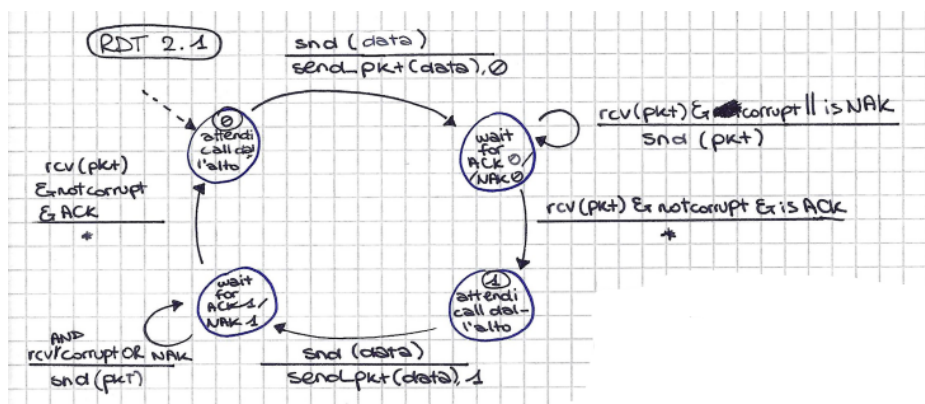 RDT 2.1
snd (data)
send_pkt (data), 0
0
attendi
call dal
l'alto
wait
for
ACK 0/
/NAK 0
rcv(pkt) & corrupt || is NAK
snd (pkt)
rcv (pkt)
& notcorrupt
& ACK
*
rcv(pkt) & notcorrupt & is ACK
*
wait
for
ACK 1/
NAK 1
1
attendi
call dal-
l'alto
AND
rcv/corrupt OR NAK
snd (pkt)
snd (data)
send_pkt (data), 1